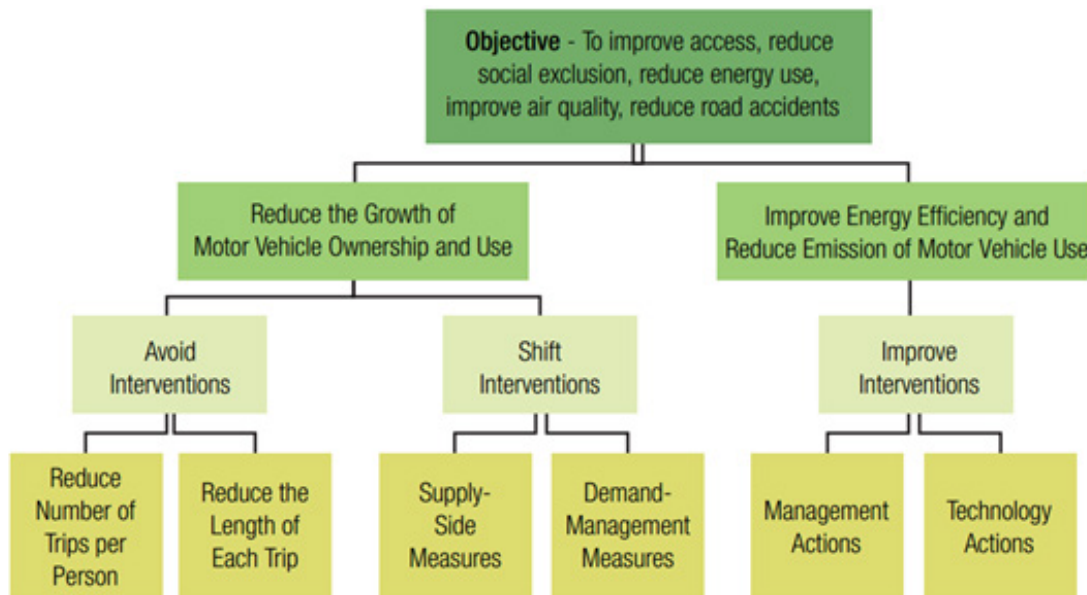 Objective - To improve access, reduce
social exclusion, reduce energy use,
improve air quality, reduce road accidents
Reduce the Growth of
Motor Vehicle Ownership and Use
Improve Energy Efficiency and
Reduce Emission of Motor Vehicle Use
Avoid
Interventions
Shift
Interventions
Improve
Interventions
Reduce
Number of
Trips per
Person
Reduce the
Length of
Each Trip
Supply-
Side
Measures
Demand-
Management
Measures
Management
Actions
Technology
Actions